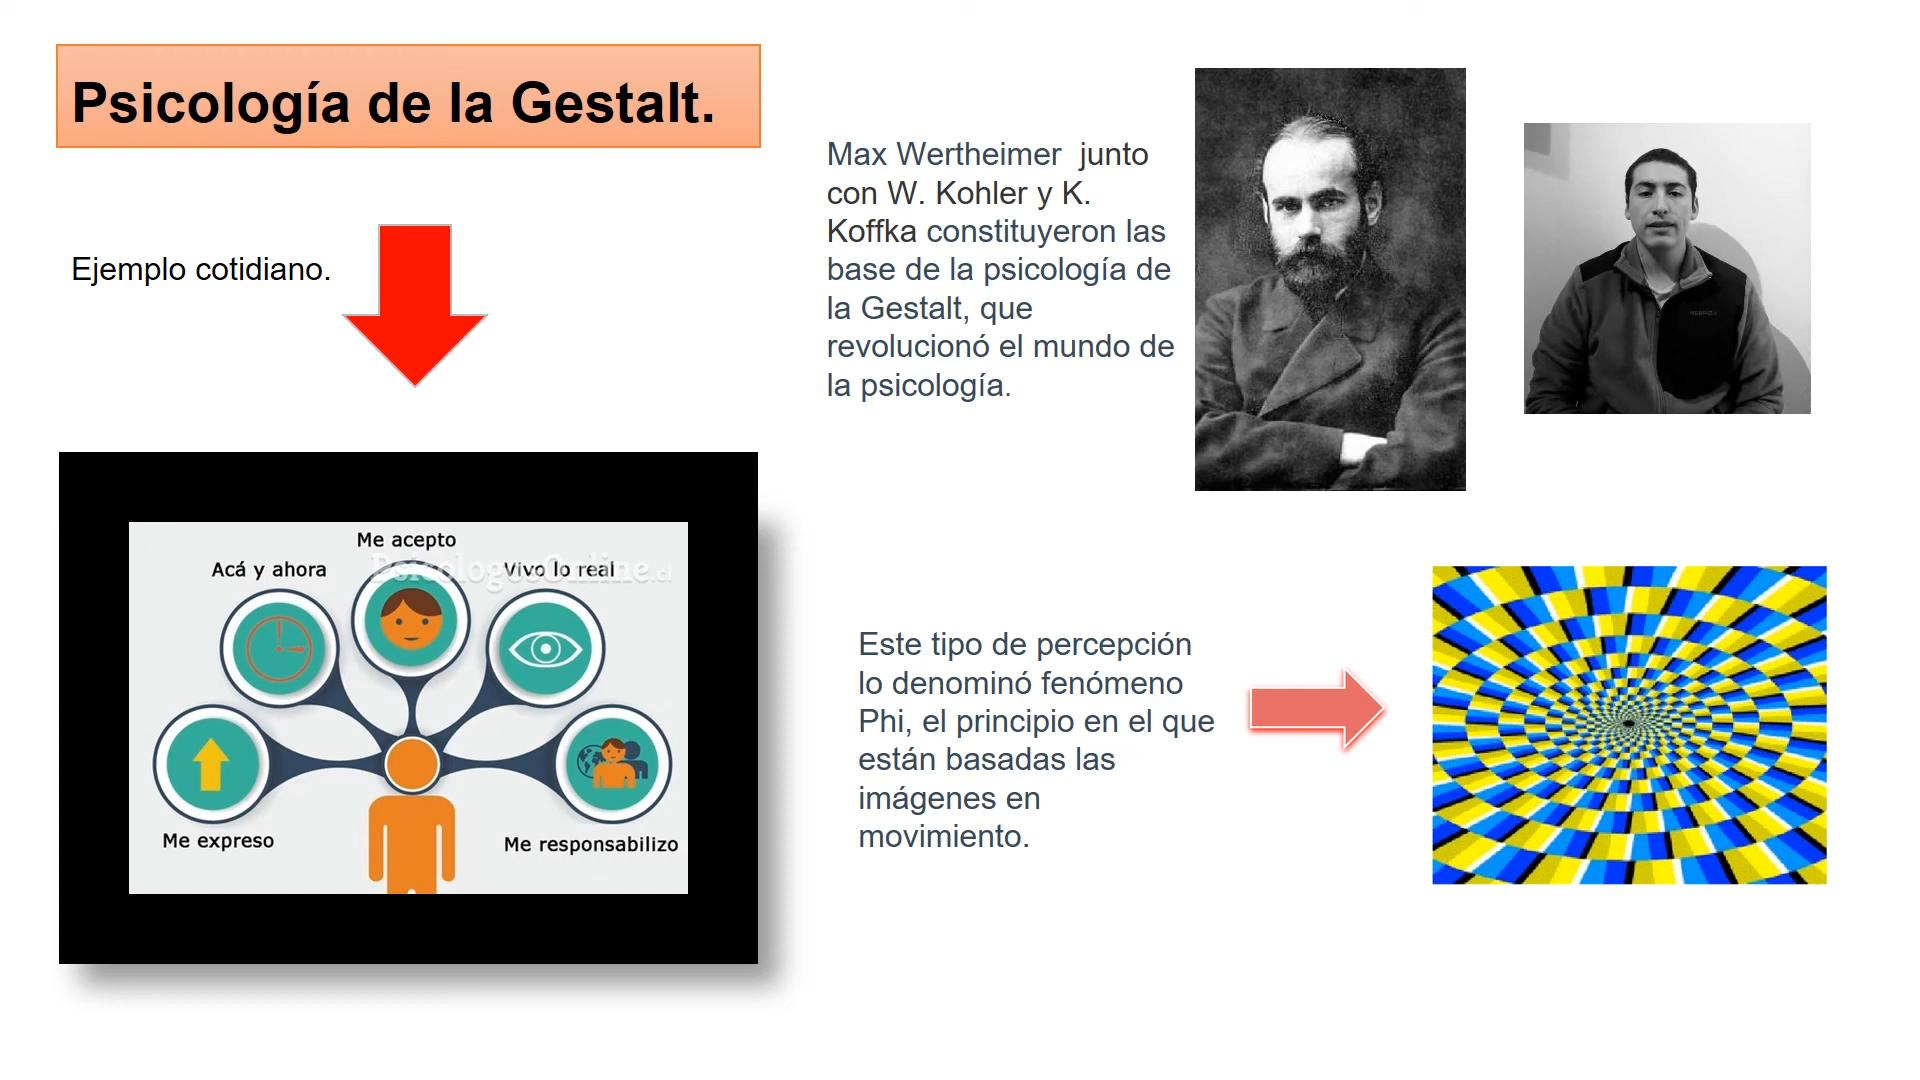 Psicología de la Gestalt.
Ejemplo cotidiano.
Max Wertheimer  junto
con W. Kohler y K.
Koffka constituyeron las
base de la psicología de
la Gestalt, que
revolucionó el mundo de
la psicología.
Me acepto
PsicologosOnline.cl
Acá y ahora
Vivo lo real
Me expreso
Me responsabilizo
Este tipo de percepción
lo denominó fenómeno
Phi, el principio en el que
están basadas las
imágenes en
movimiento.